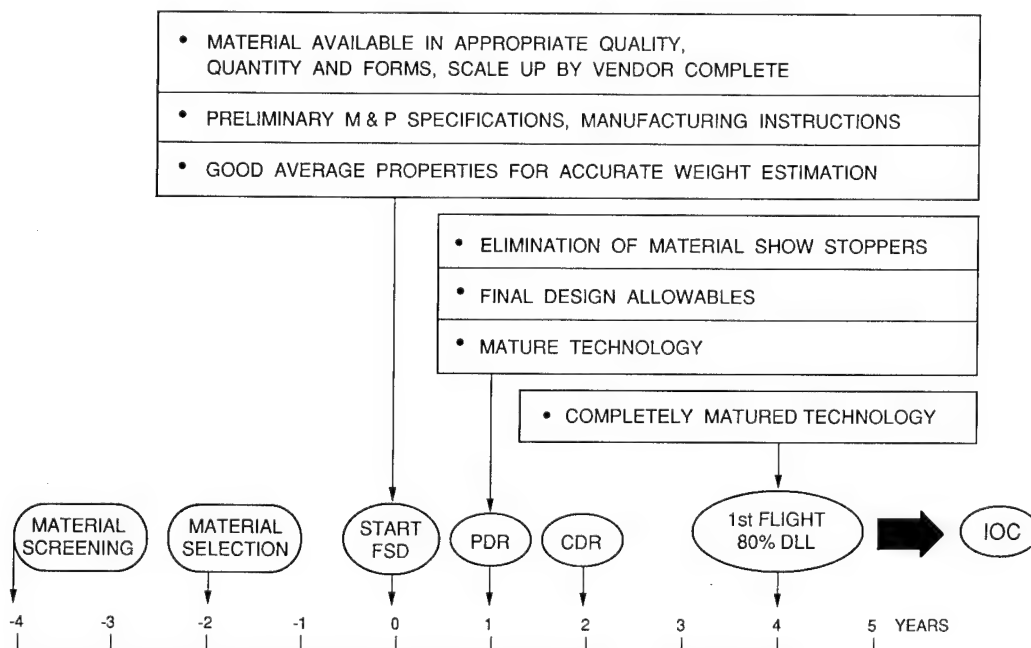 • MATERIAL AVAILABLE IN APPROPRIATE QUALITY,
QUANTITY AND FORMS, SCALE UP BY VENDOR COMPLETE
• PRELIMINARY M & P SPECIFICATIONS, MANUFACTURING INSTRUCTIONS
• GOOD AVERAGE PROPERTIES FOR ACCURATE WEIGHT ESTIMATION
• ELIMINATION OF MATERIAL SHOW STOPPERS
• FINAL DESIGN ALLOWABLES
• MATURE TECHNOLOGY
• COMPLETELY MATURED TECHNOLOGY
MATERIAL
SCREENING
MATERIAL
SELECTION
START
FSD
PDR
CDR
1st FLIGHT
80% DLL
IOC
-4 -3 -2 -1 0 1 2 3 4 5 YEARS